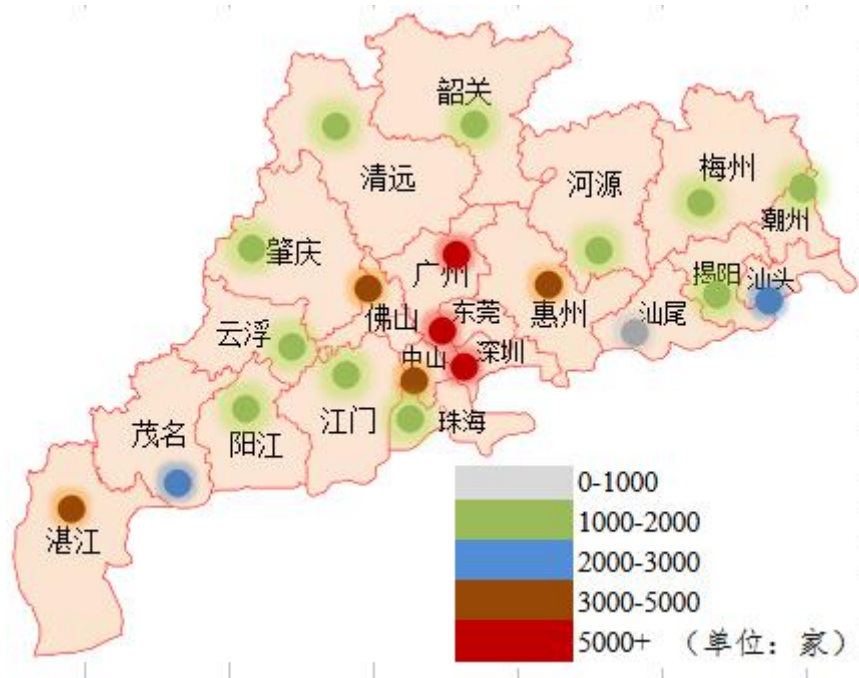 韶关
清远
河源
梅州
潮州
肇庆
广州
揭阳
汕头
云浮
佛山
东莞
惠州
汕尾
中山
深圳
茂名
阳江
江门
珠海
湛江
0-1000
1000-2000
2000-3000
3000-5000
5000+ （单位：家）